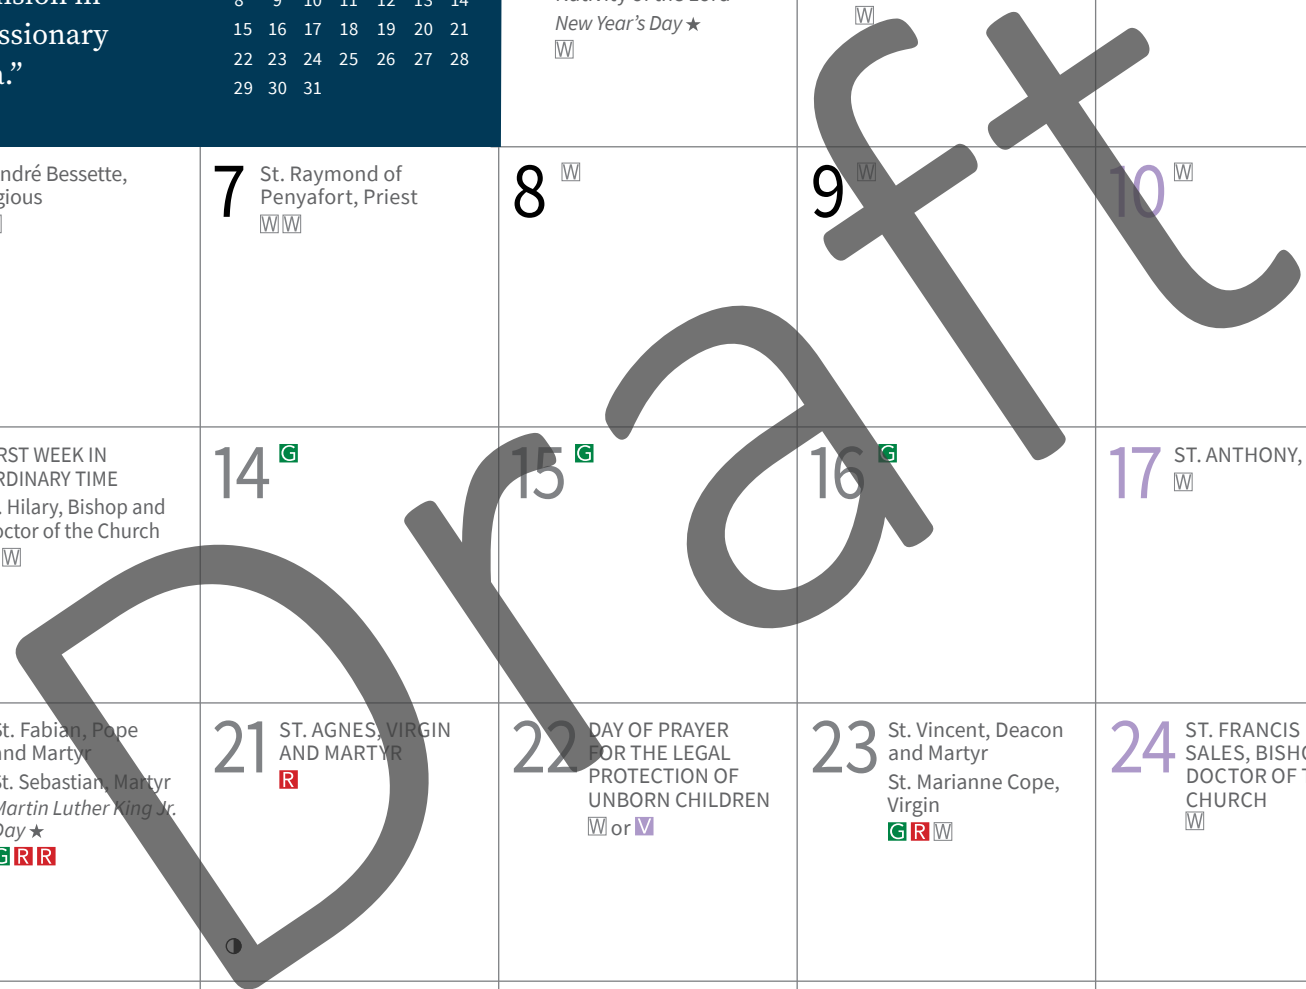 ssionary
8 9 10 11 12 13 14
15 16 17 18 19 20 21
22 23 24 25 26 27 28
29 30 31
New Year's Day ★
W
W
ndré Bessette,
gious
7 St. Raymond of
Penyafort, Priest
W W
8 W
9 W
10 W
RST WEEK IN
RDINARY TIME
. Hilary, Bishop and
octor of the Church
W
14 G
15 G
16 G
17 ST. ANTHONY,
W
St. Fabian, Pope
and Martyr
St. Sebastian, Martyr
Martin Luther King Jr.
Day ★
G R R
21 ST. AGNES, VIRGIN
AND MARTYR
R
22 DAY OF PRAYER
FOR THE LEGAL
PROTECTION OF
UNBORN CHILDREN
W or V
23 St. Vincent, Deacon
and Martyr
St. Marianne Cope,
Virgin
G R W
24 ST. FRANCIS
SALES, BISHO
DOCTOR OF T
CHURCH
W
Draft